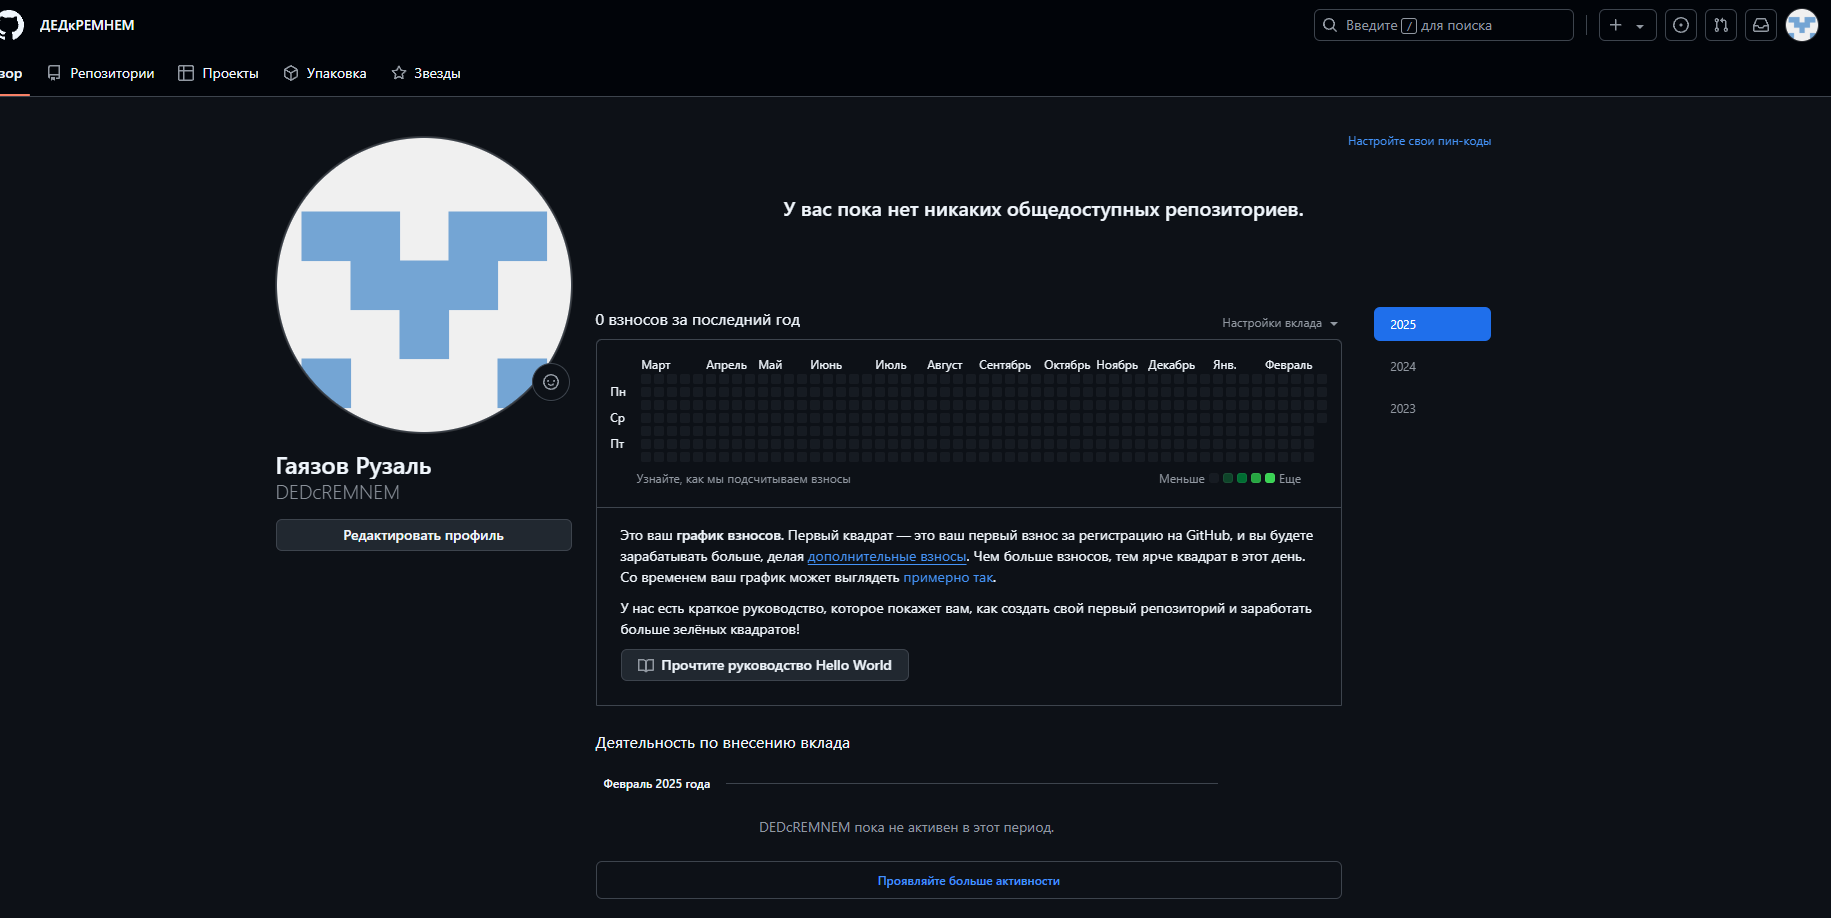 ДЕДкРЕМНЕМ
Введите / для поиска
зор
Репозитории
Проекты
Упаковка
Звезды
Настройте свои пин-коды
У вас пока нет никаких общедоступных репозиториев.
0 взносов за последний год
Настройки вклада
2025
2024
2023
Март Апрель Май Июнь Июль Август Сентябрь Октябрь Ноябрь Декабрь Янв. Февраль
Пн
Ср
Пт
Узнайте, как мы подсчитываем взносы
Меньше Еще
Гаязов Рузаль
DEDcREMNEM
Редактировать профиль
Это ваш график взносов. Первый квадрат — это ваш первый взнос за регистрацию на GitHub, и вы будете
зарабатывать больше, делая дополнительные взносы. Чем больше взносов, тем ярче квадрат в этот день.
Со временем ваш график может выглядеть примерно так.
У нас есть краткое руководство, которое покажет вам, как создать свой первый репозиторий и заработать
больше зелёных квадратов!
Прочтите руководство Hello World
Деятельность по внесению вклада
Февраль 2025 года
DEDcREMNEM пока не активен в этот период.
Проявляйте больше активности